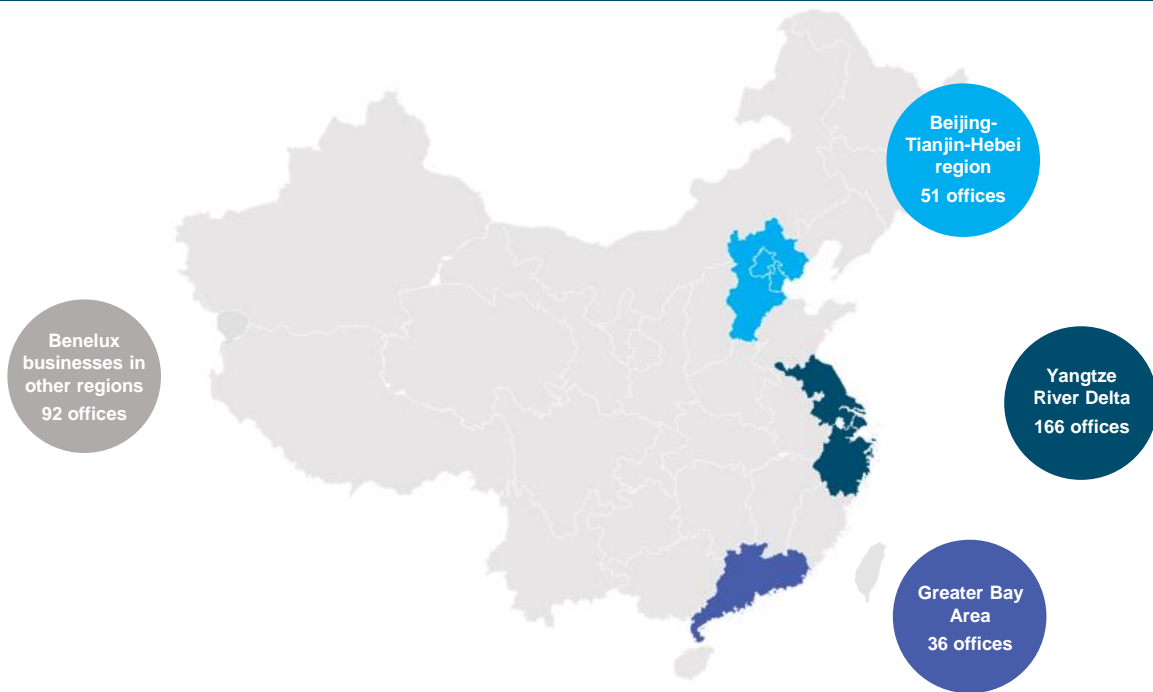 Beijing-
Tianjin-Hebei
region
51 offices
Benelux
businesses in
other regions
92 offices
Yangtze
River Delta
166 offices
Greater Bay
Area
36 offices